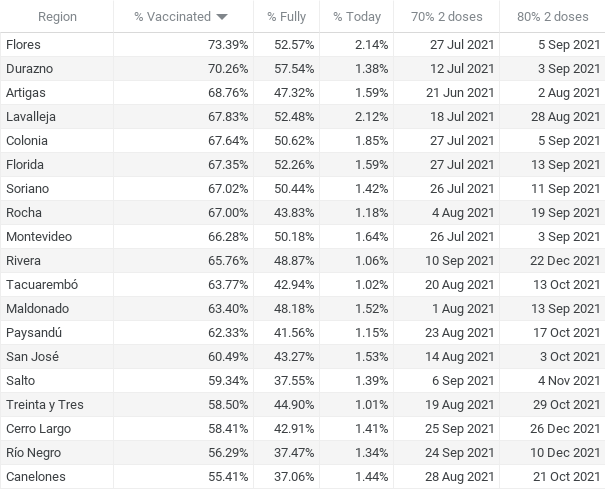 Region % Vaccinated % Fully % Today 70% 2 doses 80% 2 doses
Flores 73.39% 52.57% 2.14% 27 Jul 2021 5 Sep 2021
Durazno 70.26% 57.54% 1.38% 12 Jul 2021 3 Sep 2021
Artigas 68.76% 47.32% 1.59% 21 Jun 2021 2 Aug 2021
Lavalleja 67.83% 52.48% 2.12% 18 Jul 2021 28 Aug 2021
Colonia 67.64% 50.62% 1.85% 27 Jul 2021 5 Sep 2021
Florida 67.35% 52.26% 1.59% 27 Jul 2021 13 Sep 2021
Soriano 67.02% 50.44% 1.42% 26 Jul 2021 11 Sep 2021
Rocha 67.00% 43.83% 1.18% 4 Aug 2021 19 Sep 2021
Montevideo 66.28% 50.18% 1.64% 26 Jul 2021 3 Sep 2021
Rivera 65.76% 48.87% 1.06% 10 Sep 2021 22 Dec 2021
Tacuarembó 63.77% 42.94% 1.02% 20 Aug 2021 13 Oct 2021
Maldonado 63.40% 48.18% 1.52% 1 Aug 2021 13 Sep 2021
Paysandú 62.33% 41.56% 1.15% 23 Aug 2021 17 Oct 2021
San José 60.49% 43.27% 1.53% 14 Aug 2021 3 Oct 2021
Salto 59.34% 37.55% 1.39% 6 Sep 2021 4 Nov 2021
Treinta y Tres 58.50% 44.90% 1.01% 19 Aug 2021 29 Oct 2021
Cerro Largo 58.41% 42.91% 1.41% 25 Sep 2021 26 Dec 2021
Río Negro 56.29% 37.47% 1.34% 24 Sep 2021 10 Dec 2021
Canelones 55.41% 37.06% 1.44% 28 Aug 2021 21 Oct 2021